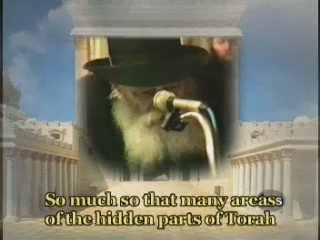 So much so that many areas
of the hidden parts of Torah